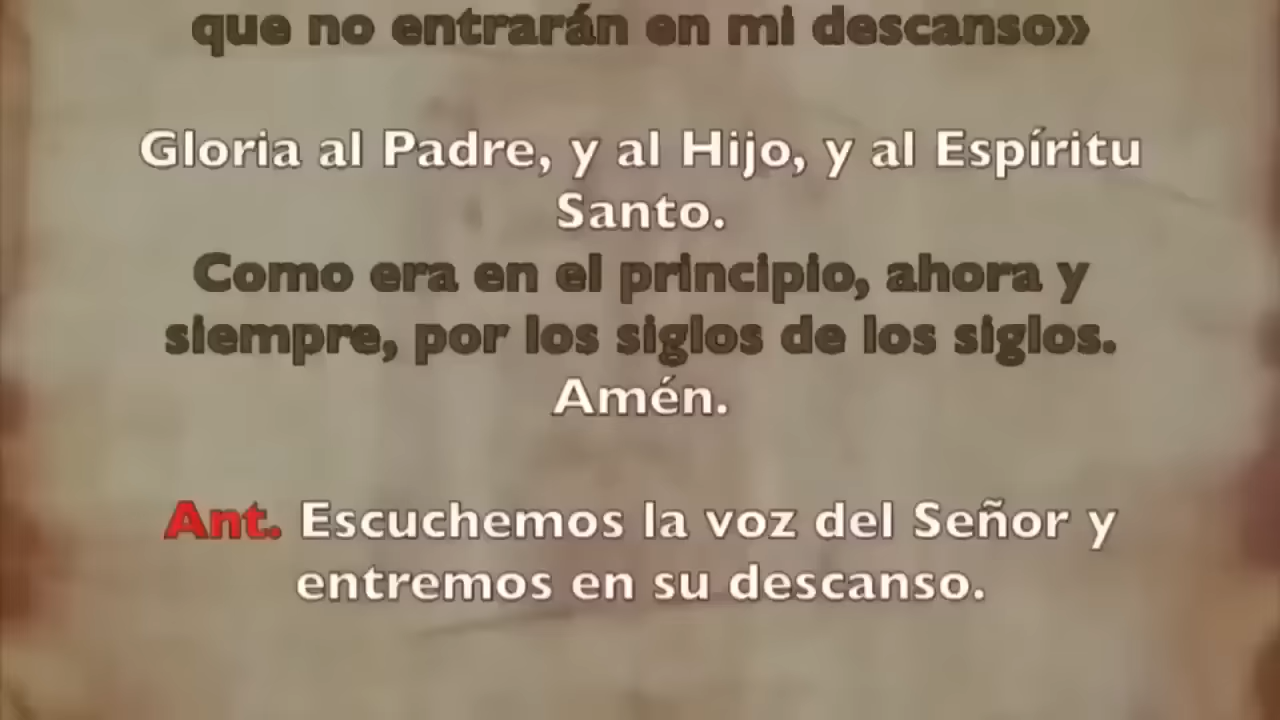 que no entrarán en mi descanso»
Gloria al Padre, y al Hijo, y al Espíritu
Santo.
Como era en el principio, ahora y
siempre, por los siglos de los siglos.
Amén.
Ant. Escuchemos la voz del Señor y
entremos en su descanso.